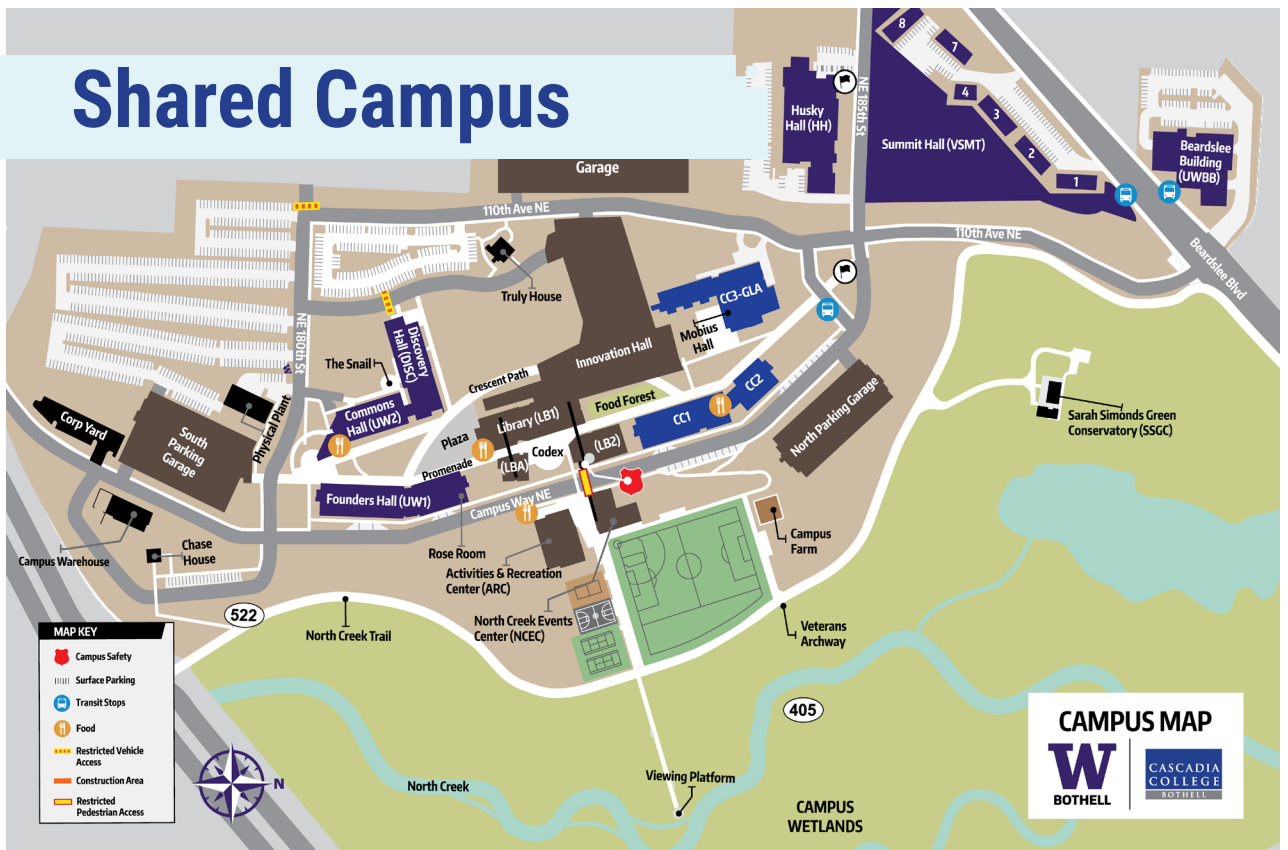 Shared Campus
8
7
4
3
2
1
Husky
Hall (HH)
NE 185th St
Summit Hall (VSMT)
Beardslee
Building
(UWBB)
Garage
110th Ave NE
110th Ave NE
Beardslee Blvd
Truly House
CC3-GLA
Mobius
Hall
Discovery
Hall (DISC)
NE 180th St
W
The Snail
Innovation Hall
Crescent Path
Food Forest
CC2
CC1
Commons
Hall (UW2)
Plaza
Library (LB1)
(LB2)
(LBA)
Codex
Promenade
North Parking Garage
Sarah Simonds Green
Conservatory (SSGC)
Corp Yard
South
Parking
Garage
Physical Plant
Founders Hall (UW1)
Campus Way NE
Campus Warehouse
Chase
House
Rose Room
Activities & Recreation
Center (ARC)
Campus
Farm
North Creek Events
Center (NCEC)
522
North Creek Trail
Veterans
Archway
405
MAP KEY
Campus Safety
Surface Parking
Transit Stops
Food
Restricted Vehicle
Access
Construction Area
Restricted
Pedestrian Access
N
North Creek
Viewing Platform
CAMPUS
WETLANDS
CAMPUS MAP
W
BOTHELL
CASCADIA
COLLEGE
BOTHELL